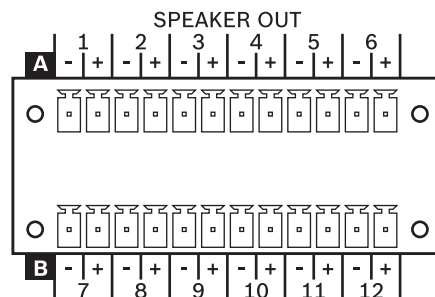 SPEAKER OUT
1 2 3 4 5 6
A - + - + - + - + - + - +
B - + - + - + - + - + - +
7 8 9 10 11 12